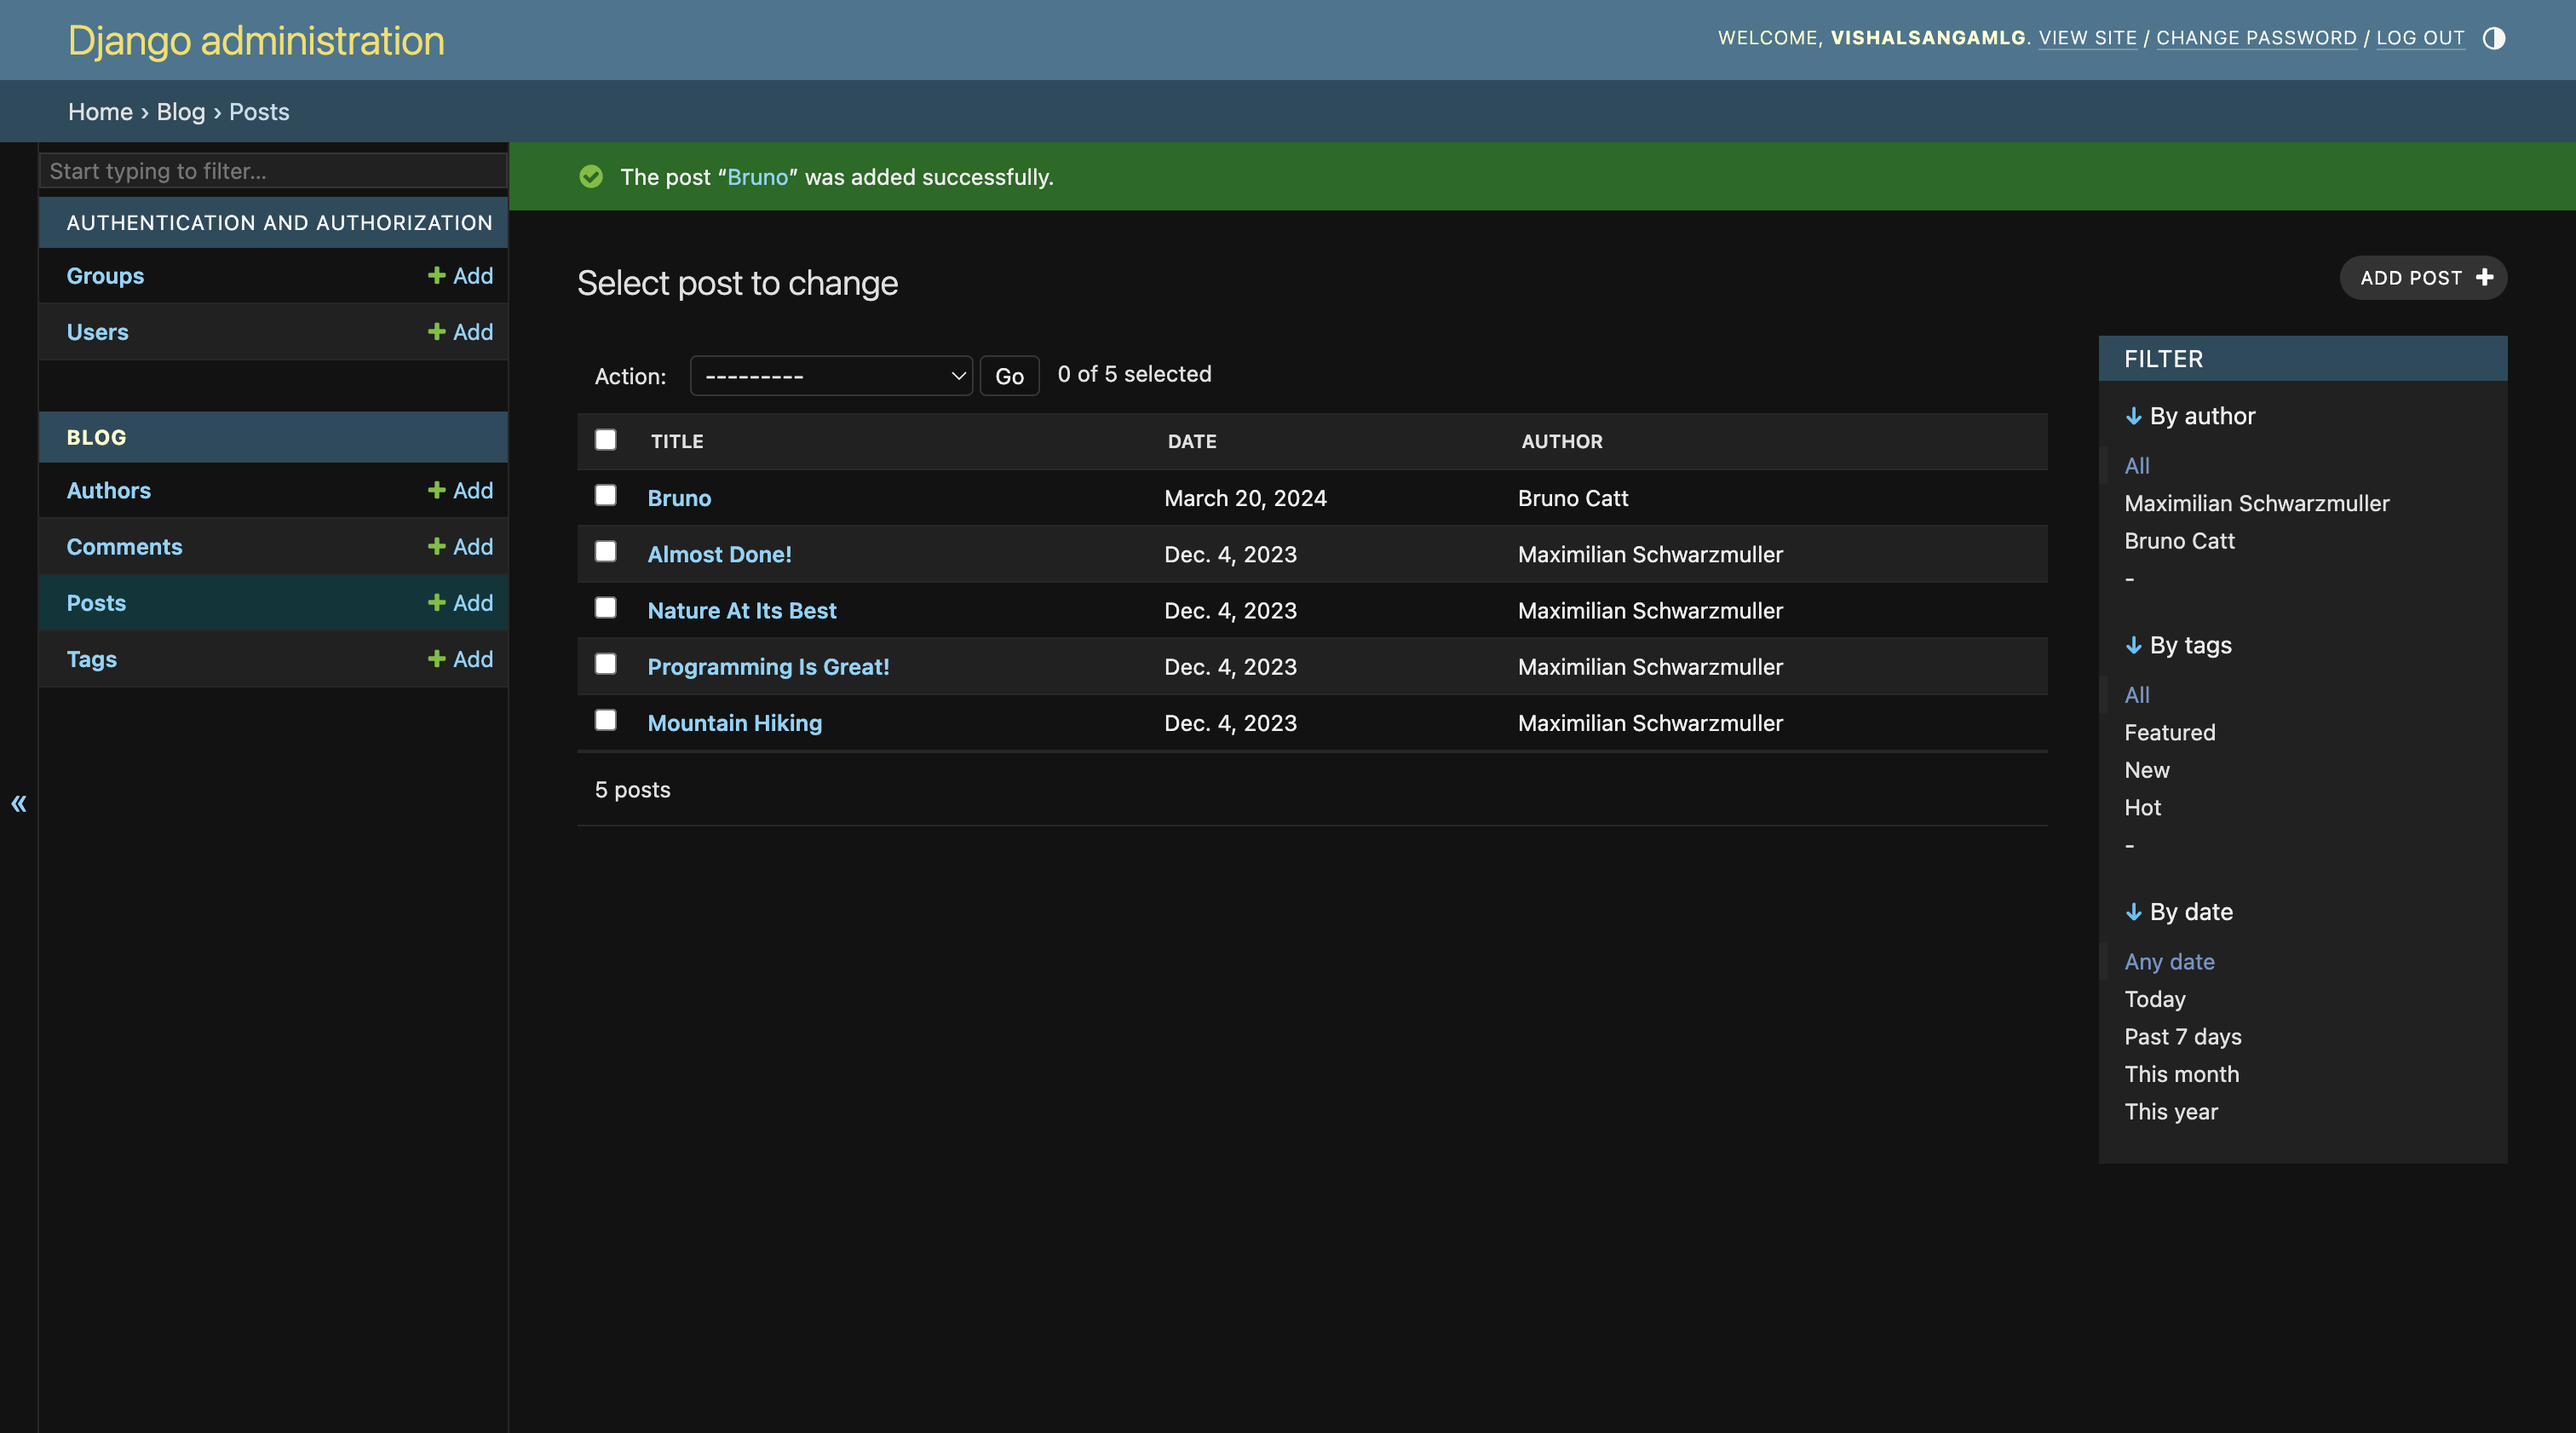 Django administration
WELCOME, VISHALSANGAMLG. VIEW SITE / CHANGE PASSWORD / LOG OUT
Home › Blog › Posts
Start typing to filter...
AUTHENTICATION AND AUTHORIZATION
Groups Add
Users Add
BLOG
Authors Add
Comments Add
Posts Add
Tags Add
«
The post “Bruno” was added successfully.
Select post to change
ADD POST
Action: --------- Go 0 of 5 selected
TITLE DATE AUTHOR
Bruno March 20, 2024 Bruno Catt
Almost Done! Dec. 4, 2023 Maximilian Schwarzmuller
Nature At Its Best Dec. 4, 2023 Maximilian Schwarzmuller
Programming Is Great! Dec. 4, 2023 Maximilian Schwarzmuller
Mountain Hiking Dec. 4, 2023 Maximilian Schwarzmuller
5 posts
FILTER
By author
All
Maximilian Schwarzmuller
Bruno Catt
-
By tags
All
Featured
New
Hot
-
By date
Any date
Today
Past 7 days
This month
This year